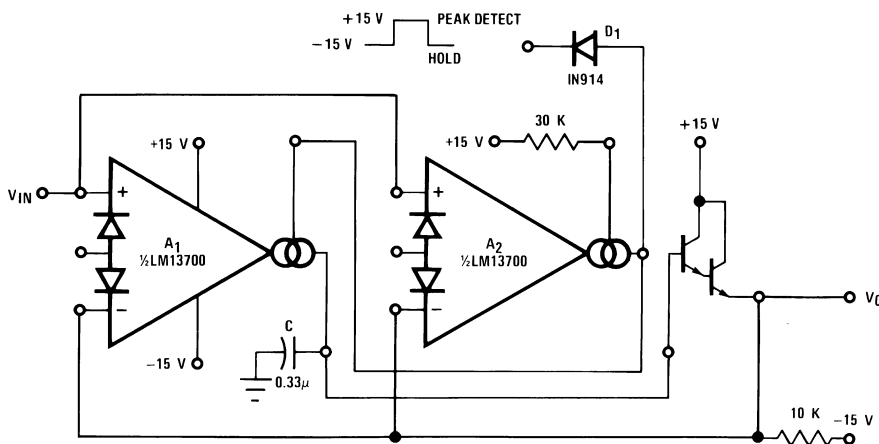 +15 V
PEAK DETECT
−15 V
HOLD
D1
IN914
+15 V
+15 V
30 K
+15 V
VIN
+
A1
½LM13700
−
+
A2
½LM13700
−
−15 V
C
0.33μ
10 K
−15 V